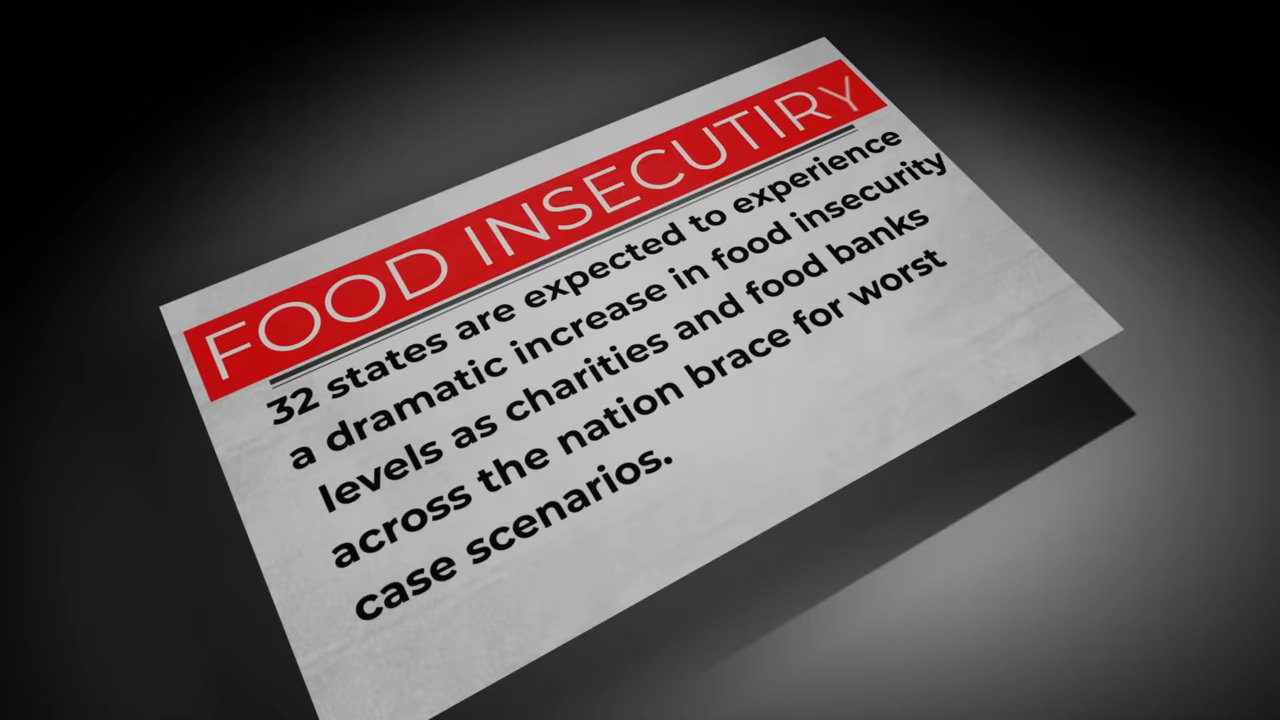 FOOD INSECUTIRY
32 states are expected to experience
a dramatic increase in food insecurity
levels as charities and food banks
across the nation brace for worst
case scenarios.